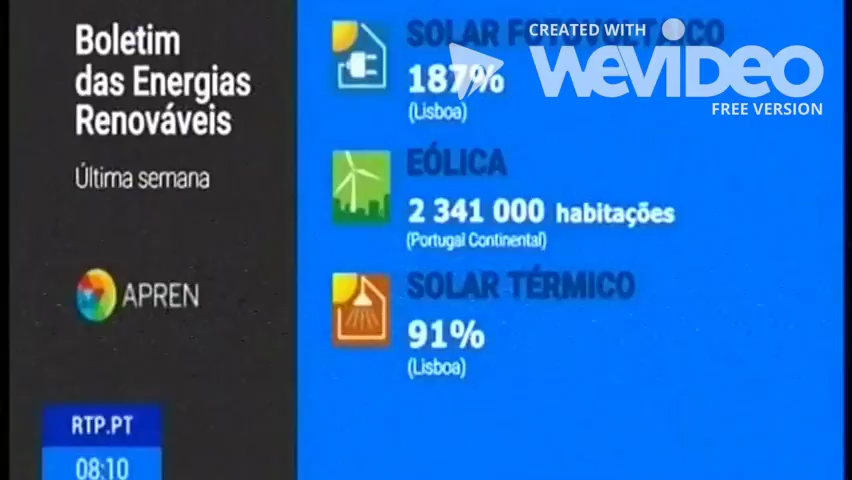 Boletim
das Energias
Renováveis
Última semana
APREN
RTP.PT
08:10
SOLAR FOTOVOLTAICO
187%
(Lisboa)
EÓLICA
2 341 000 habitações
(Portugal Continental)
SOLAR TÉRMICO
91%
(Lisboa)
CREATED WITH
WEVIDEO
FREE VERSION